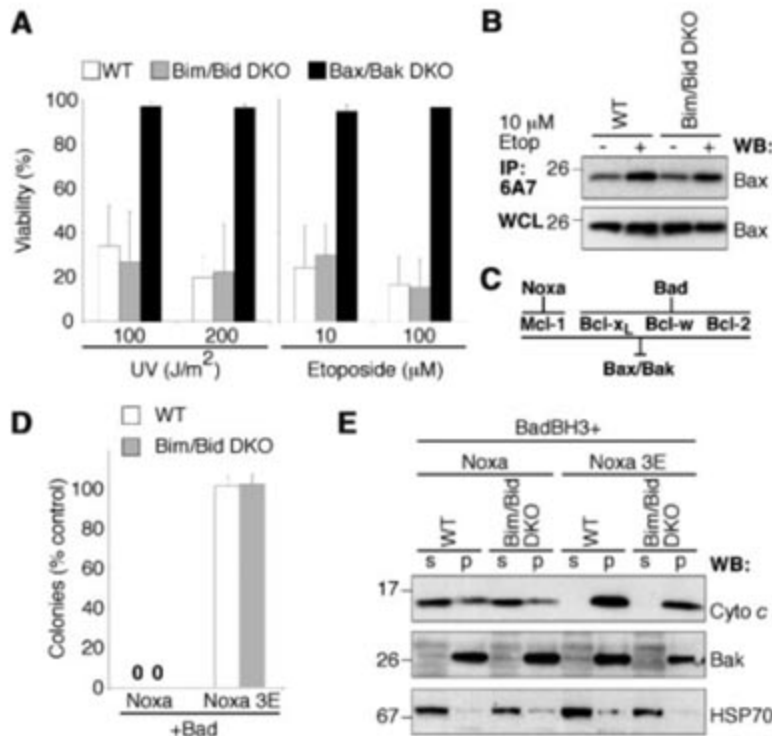 A
WT
Bim/Bid DKO
Bax/Bak DKO
Viability (%)
100
80
60
40
20
0
100
200
10
100
UV (J/m²)
Etoposide (μM)
B
WT
Bim/Bid DKO
10 μM
Etop
- + - +
WB:
IP:
6A7
26
Bax
WCL
26
Bax
C
Noxa
Bad
Mcl-1
Bcl-xL
Bcl-w
Bcl-2
Bax/Bak
D
WT
Bim/Bid DKO
Colonies (% control)
100
80
60
40
20
0
0 0
Noxa
Noxa 3E
+Bad
E
BadBH3+
Noxa
Noxa 3E
WT
Bim/Bid
DKO
WT
Bim/Bid
DKO
s p s p s p s p
WB:
17
Cyto c
26
Bak
67
HSP70